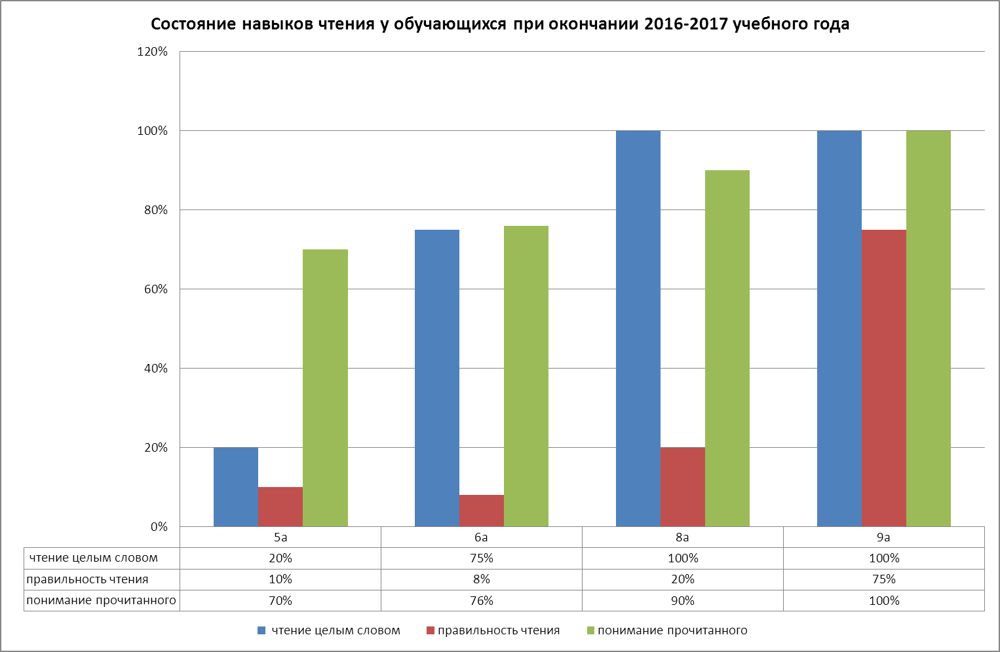 Состояние навыков чтения у обучающихся при окончании 2016-2017 учебного года
120%
100%
80%
60%
40%
20%
0%
5а 6а 8а 9а
чтение целым словом 20% 75% 100% 100%
правильность чтения 10% 8% 20% 75%
понимание прочитанного 70% 76% 90% 100%
чтение целым словом правильность чтения понимание прочитанного